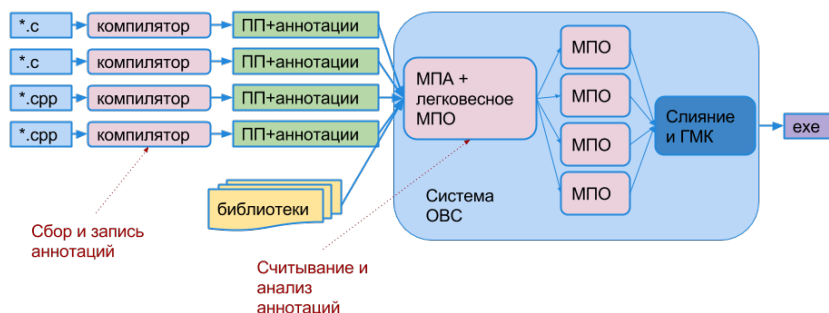 *.c
компилятор
ПП+аннотации
*.c
компилятор
ПП+аннотации
*.cpp
компилятор
ПП+аннотации
*.cpp
компилятор
ПП+аннотации
библиотеки
Сбор и запись
аннотаций
МПА +
легковесное
МПО
Система
ОВС
Считывание и
анализ
аннотаций
МПО
МПО
МПО
МПО
Слияние
и ГМК
exe